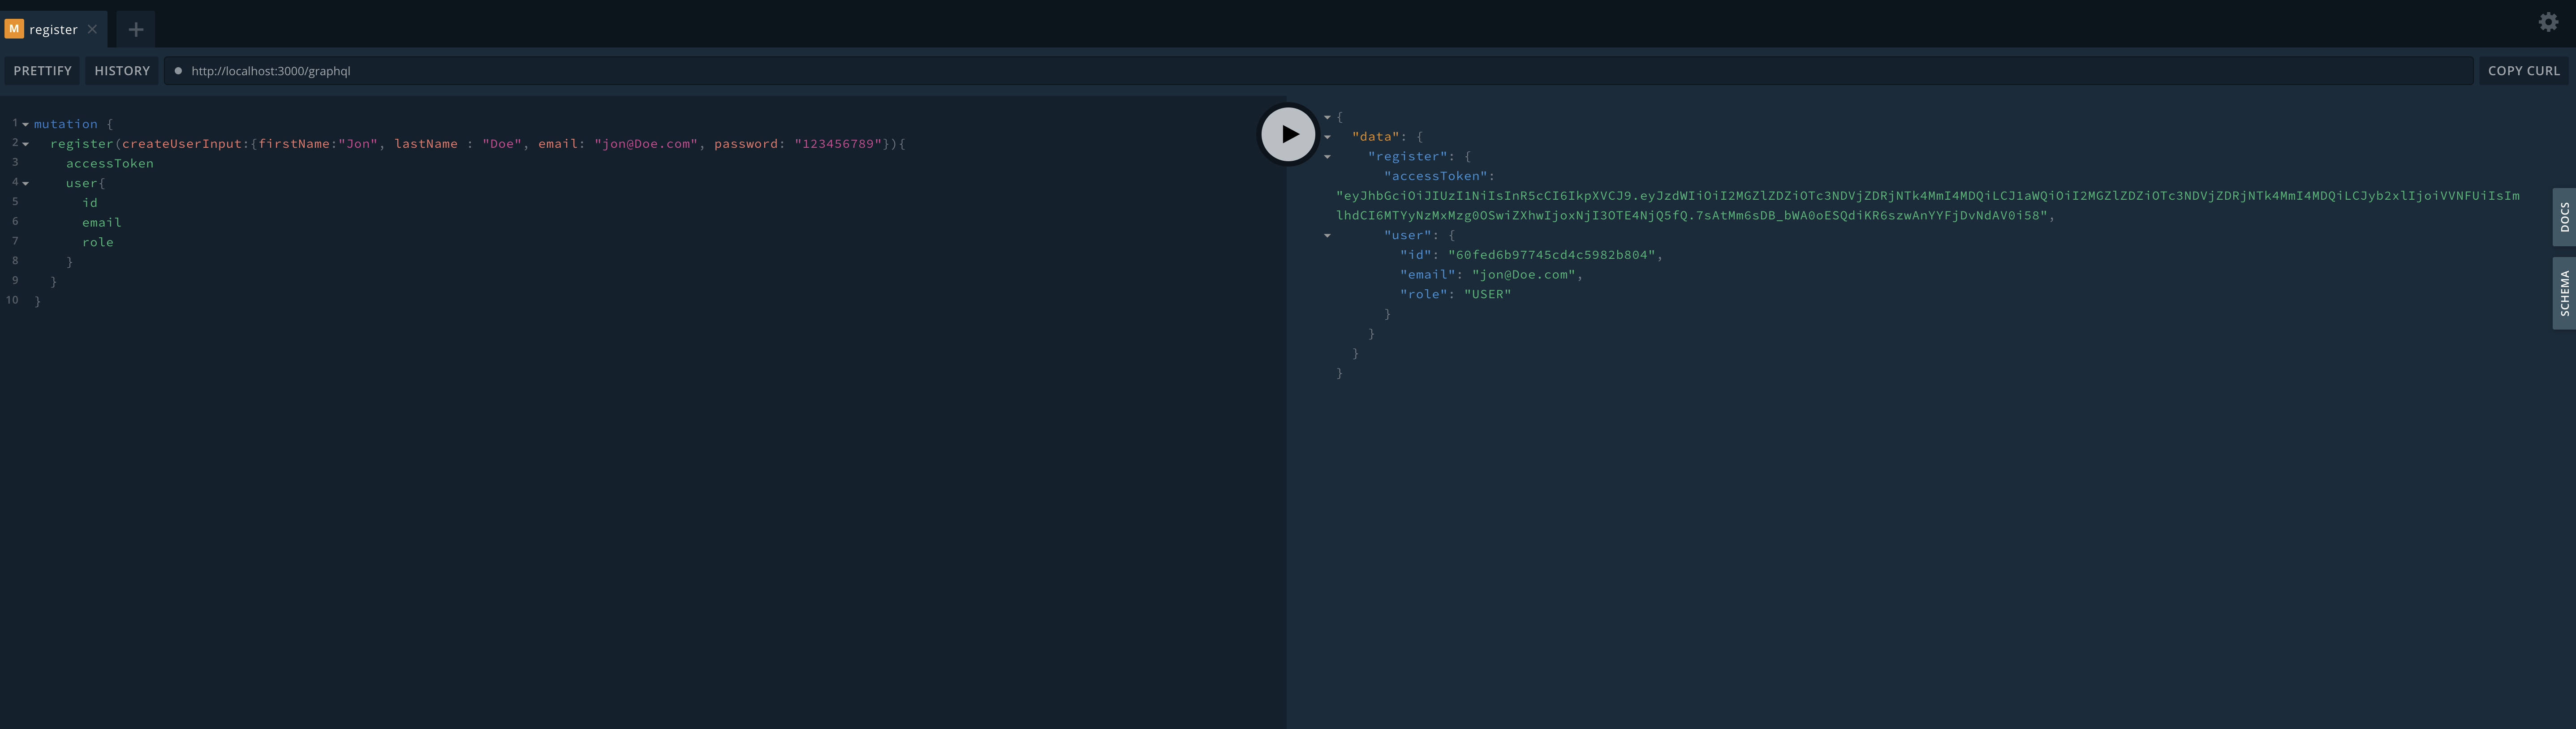 M register
PRETTIFY HISTORY http://localhost:3000/graphql COPY CURL
1 mutation {
2 register(createUserInput:{firstName:"Jon", lastName : "Doe", email: "jon@Doe.com", password: "123456789"}){
3 accessToken
4 user{
5 id
6 email
7 role
8 }
9 }
10 }
{
"data": {
"register": {
"accessToken":
"eyJhbGciOiJIUzI1NiIsInR5cCI6IkpXVCJ9.eyJzdWIiOiI2MGZlZDZiOTc3NDVjZDRjNTk4MmI4MDQiLCJ1aWQiOiI2MGZlZDZiOTc3NDVjZDRjNTk4MmI4MDQiLCJyb2xlIjoiVVNFUiIsIm
lhdCI6MTYyNzMxMzg0OSwiZXhwIjoxNjI3OTE4NjQ5fQ.7sAtMm6sDB_bWA0oESQdiKR6szwAnYYFjDvNdAV0i58",
"user": {
"id": "60fed6b97745cd4c5982b804",
"email": "jon@Doe.com",
"role": "USER"
}
}
}
}
DOCS
SCHEMA